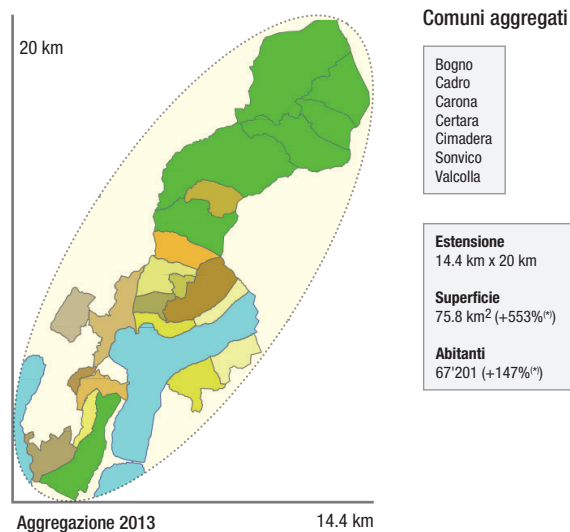 20 km
Comuni aggregati
Bogno
Cadro
Carona
Certara
Cimadera
Sonvico
Valcolla
Estensione
14.4 km x 20 km
Superficie
75.8 km² (+553%(*))
Abitanti
67'201 (+147%(*))
Aggregazione 2013
14.4 km